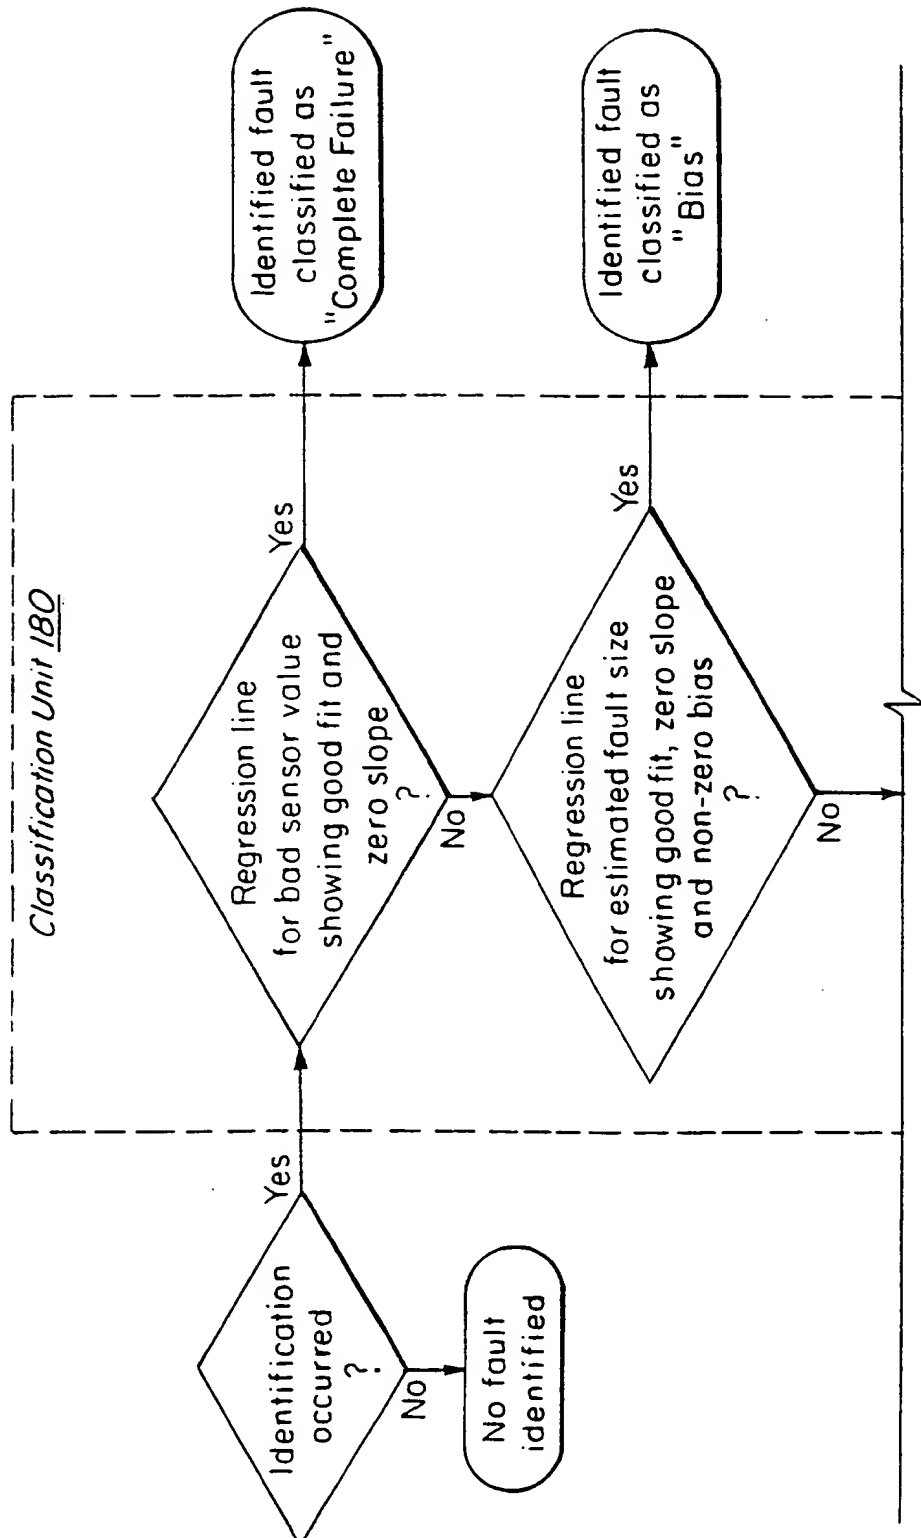 Classification Unit 180
Identification
occurred
?
Yes
No
No fault
identified
Regression line
for bad sensor value
showing good fit and
zero slope
?
Yes
No
Identified fault
classified as
"Complete Failure"
Regression line
for estimated fault size
showing good fit, zero slope
and non-zero bias
?
Yes
No
Identified fault
classified as
"Bias"